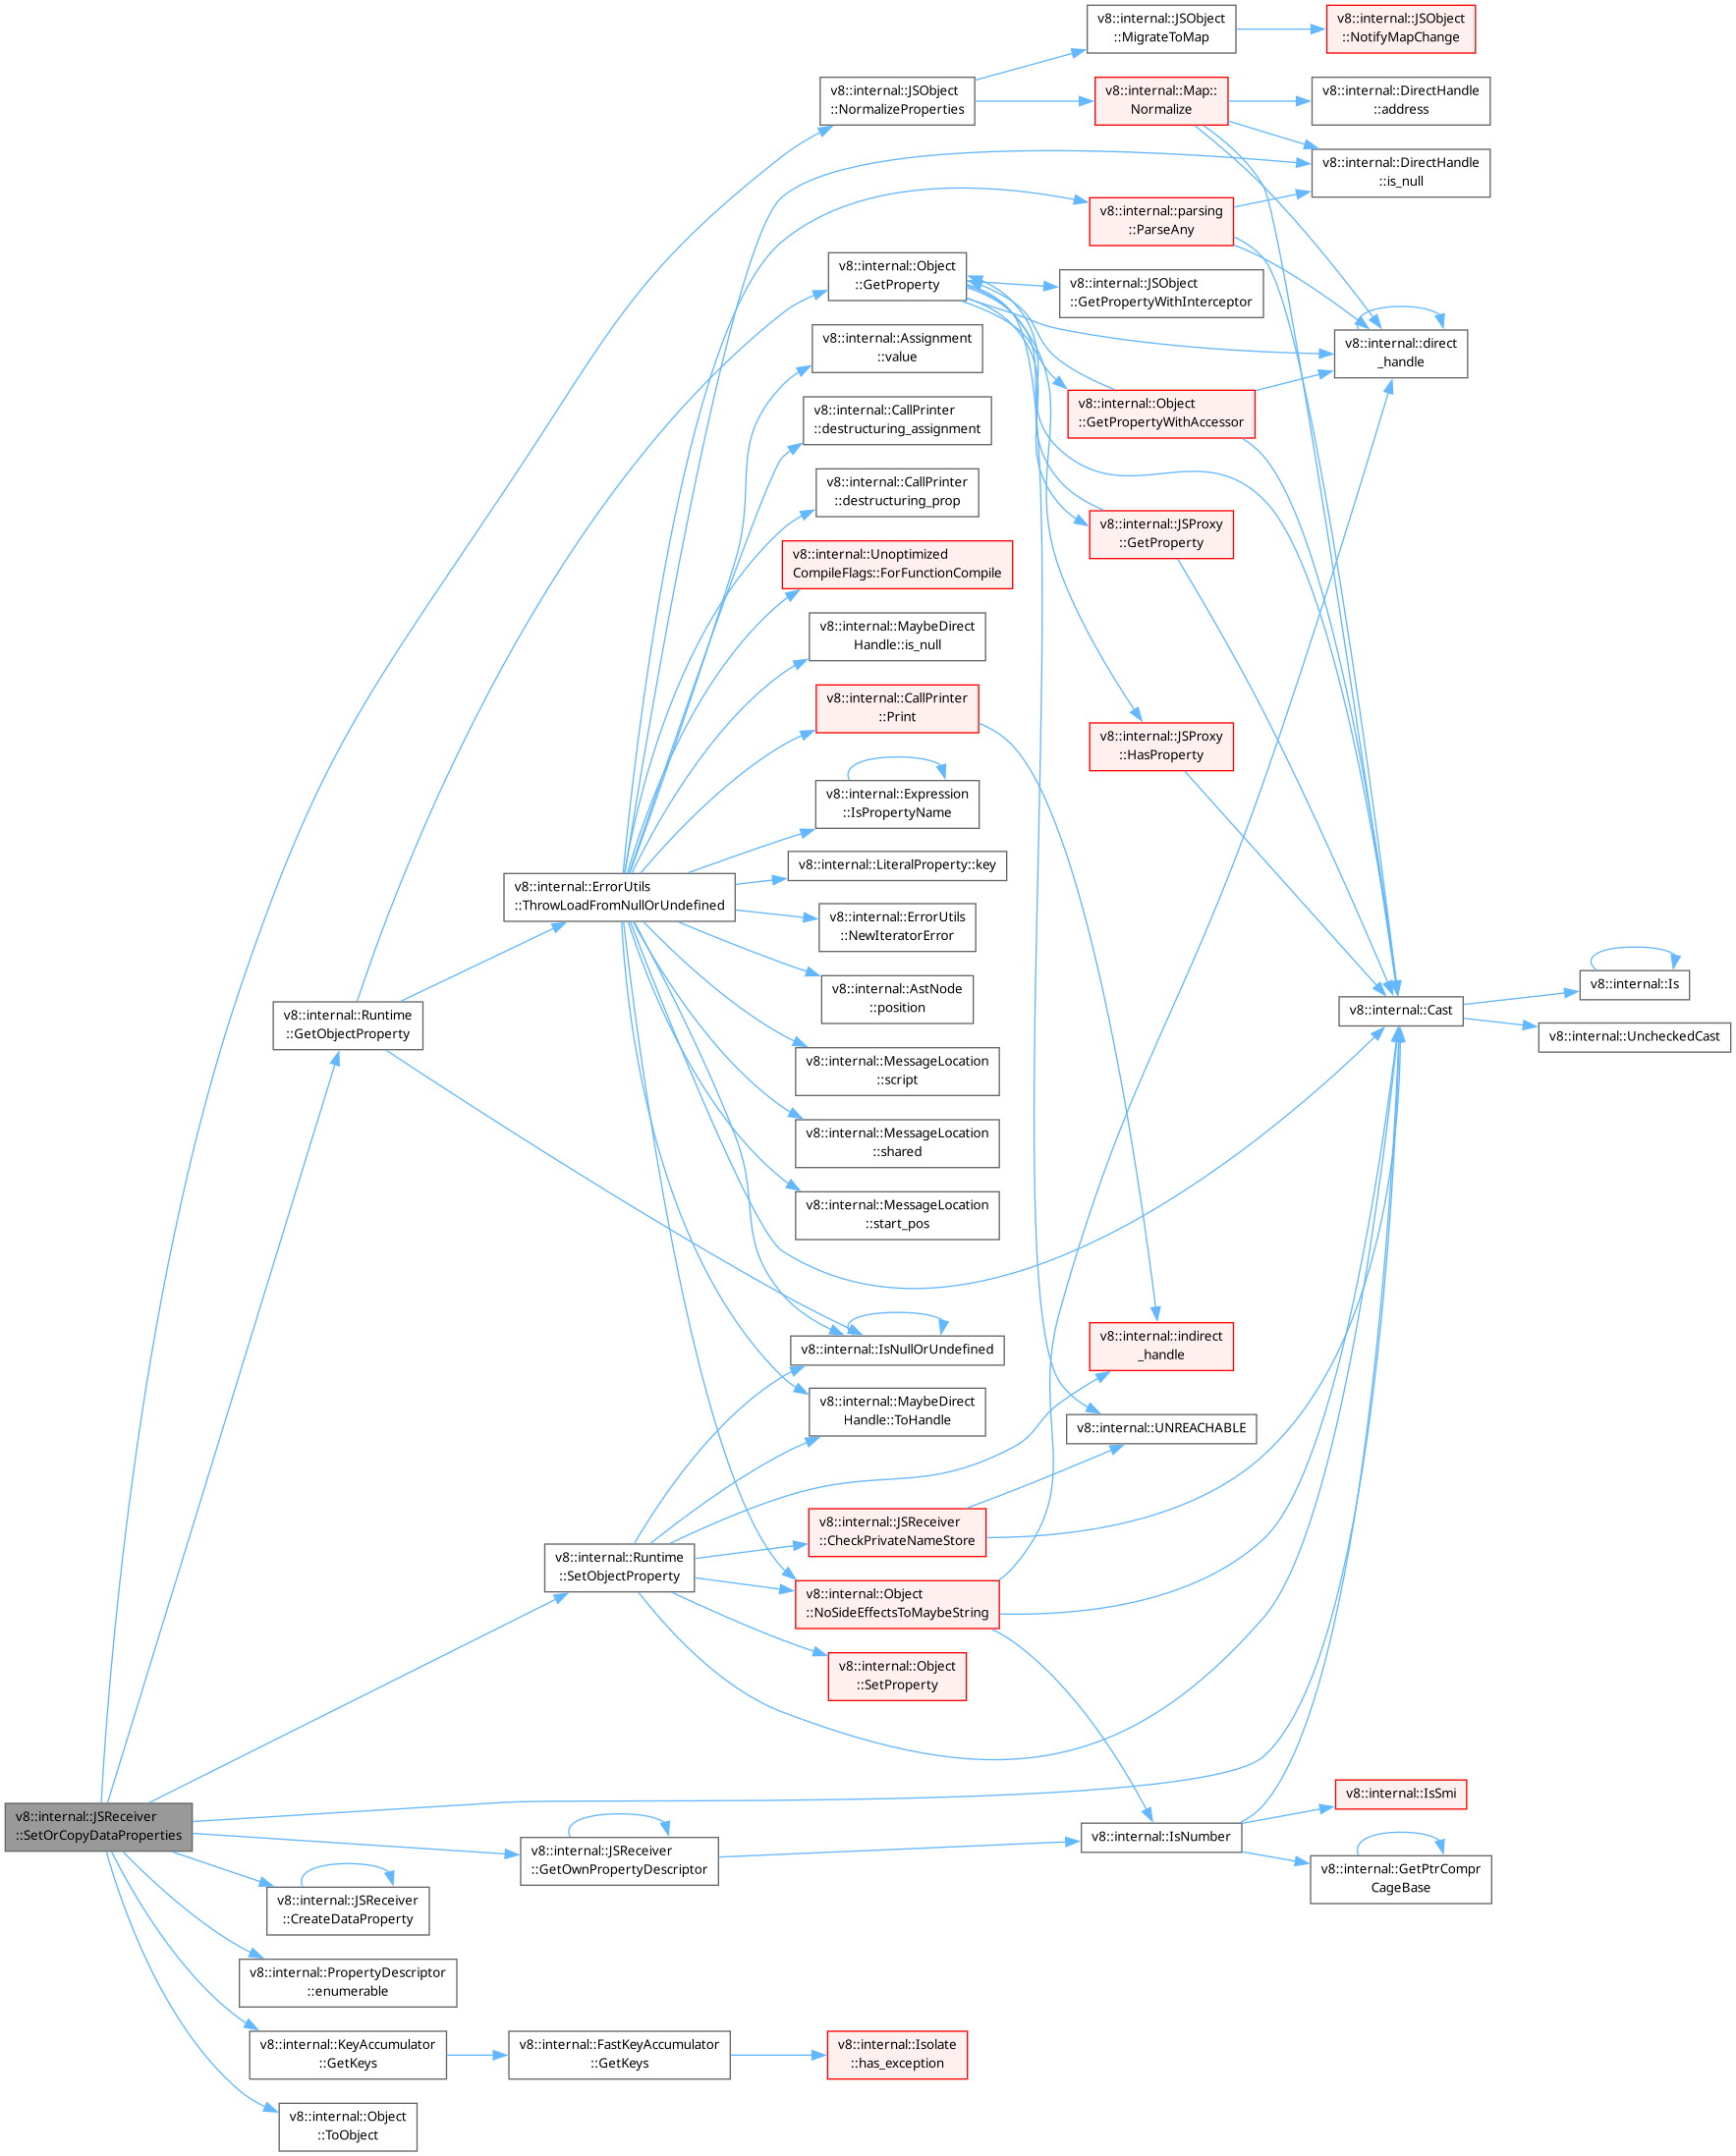 v8::internal::JSObject
::MigrateToMap
v8::internal::JSObject
::NotifyMapChange
v8::internal::JSObject
::NormalizeProperties
v8::internal::Map::
Normalize
v8::internal::DirectHandle
::address
v8::internal::DirectHandle
::is_null
v8::internal::parsing
::ParseAny
v8::internal::Object
::GetProperty
v8::internal::JSObject
::GetPropertyWithInterceptor
v8::internal::Assignment
::value
v8::internal::direct
_handle
v8::internal::CallPrinter
::destructuring_assignment
v8::internal::Object
::GetPropertyWithAccessor
v8::internal::CallPrinter
::destructuring_prop
v8::internal::JSProxy
::GetProperty
v8::internal::Unoptimized
CompileFlags::ForFunctionCompile
v8::internal::MaybeDirect
Handle::is_null
v8::internal::CallPrinter
::Print
v8::internal::JSProxy
::HasProperty
v8::internal::Expression
::IsPropertyName
v8::internal::LiteralProperty::key
v8::internal::ErrorUtils
::ThrowLoadFromNullOrUndefined
v8::internal::ErrorUtils
::NewIteratorError
v8::internal::AstNode
::position
v8::internal::Is
v8::internal::Runtime
::GetObjectProperty
v8::internal::Cast
v8::internal::UncheckedCast
v8::internal::MessageLocation
::script
v8::internal::MessageLocation
::shared
v8::internal::MessageLocation
::start_pos
v8::internal::IsNullOrUndefined
v8::internal::indirect
_handle
v8::internal::MaybeDirect
Handle::ToHandle
v8::internal::UNREACHABLE
v8::internal::JSReceiver
::CheckPrivateNameStore
v8::internal::Runtime
::SetObjectProperty
v8::internal::Object
::NoSideEffectsToMaybeString
v8::internal::Object
::SetProperty
v8::internal::IsSmi
v8::internal::JSReceiver
::SetOrCopyDataProperties
v8::internal::JSReceiver
::GetOwnPropertyDescriptor
v8::internal::IsNumber
v8::internal::GetPtrCompr
CageBase
v8::internal::JSReceiver
::CreateDataProperty
v8::internal::PropertyDescriptor
::enumerable
v8::internal::KeyAccumulator
::GetKeys
v8::internal::FastKeyAccumulator
::GetKeys
v8::internal::Isolate
::has_exception
v8::internal::Object
::ToObject